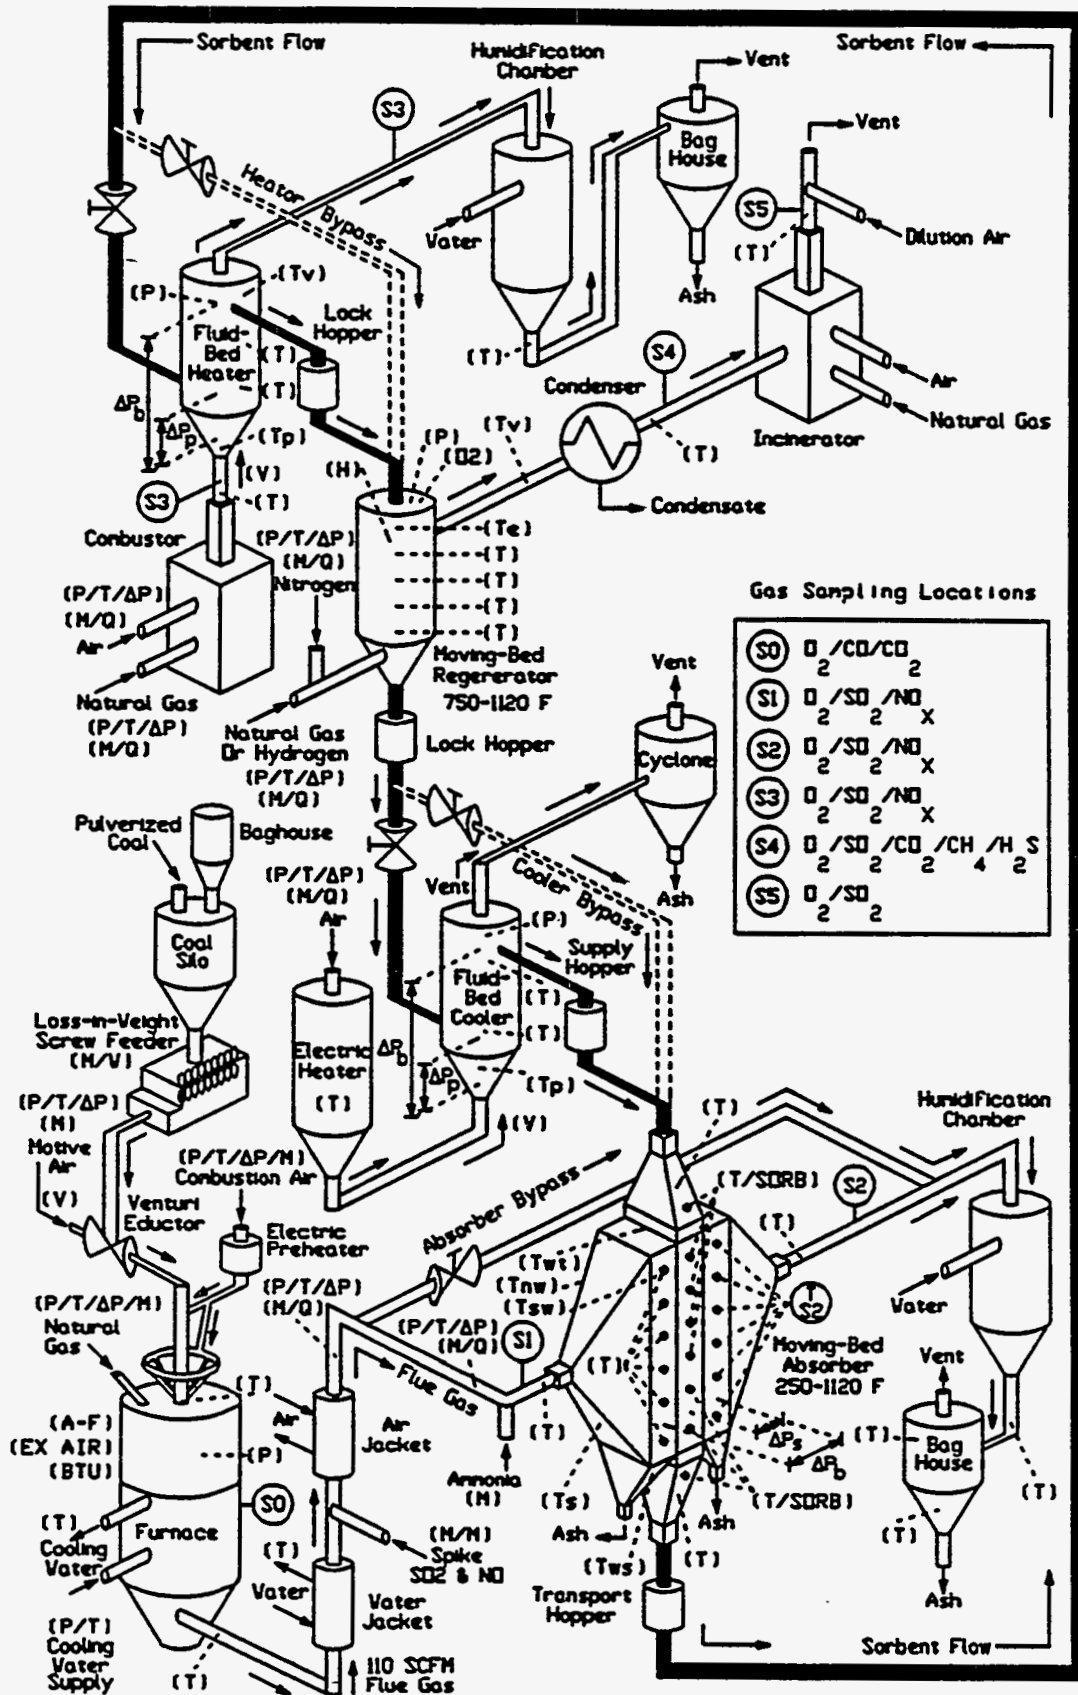 Sorbent Flow
Humidification
Chamber
Vent
Sorbent Flow
S3
Bag
House
Vent
Heator Bypass
Vater
S5
(T)
Dilution Air
Ash
(P)
(Tv)
Lock
Hopper
Fluid-
Bed
Heater
(T)
(T)
ΔPb
ΔPp
(Tp)
(V)
(T)
S3
(T)
S4
Condenser
(T)
Air
Natural Gas
Incinerator
(Tv)
(P)
(O2)
(H)
Condensate
Combustor
(P/T/ΔP)
(M/Q)
Air
Natural Gas
(P/T/ΔP)
(M/Q)
(P/T/ΔP)
(M/Q)
Nitrogen
(Te)
(T)
(T)
(T)
(T)
Moving-Bed
Regererator
750-1120 F
Natural Gas
Or Hydrogen
(P/T/ΔP)
(M/Q)
Lock Hopper
Gas Sampling Locations
S0 O2/CO/CO2
S1 O2/SO2/NOX
S2 O2/SO2/NOX
S3 O2/SO2/NOX
S4 O2/SO2/CO2/CH4/H2S
S5 O2/SO2
Vent
Cyclone
Ash
Pulverized
Coal
Baghouse
Coal
Silo
(P/T/ΔP)
(M/Q)
Air
Vent
Cooler Bypass
(P)
Supply
Hopper
Fluid-
Bed
Cooler
(T)
(T)
ΔPb
ΔPp
(Tp)
(V)
Electric
Heater
(T)
Loss-in-Veight
Screw Feeder
(M/V)
(P/T/ΔP)
(M)
Motive
Air
(V)
Venturi
Eductor
(P/T/ΔP/M)
Combustion Air
Electric
Preheater
(P/T/ΔP/M)
Natural
Gas
Absorber Bypass
(T)
(T/SORB)
S2
Humidification
Chamber
(T)
(Twt)
(Tnw)
(Tsw)
T
S2
Vater
(P/T/ΔP)
(M/Q)
(P/T/ΔP)
(M/Q)
S1
Flue Gas
(T)
Moving-Bed
Absorber
250-1120 F
Vent
(T)
Air
Air
Jacket
(T)
Ammonia
(M)
ΔPs
ΔPb
(T)
Bag
House
(T)
(T)
(A-F)
(EX AIR)
(BTU)
(P)
S0
Furnace
(T)
Cooling
Water
(P/T)
Cooling
Water
Supply
(T)
(T)
Vater
Vater
Jacket
(M/M)
Spike
SO2 & NO
110 SCFM
Flue Gas
(Ts)
Ash
(Tws)
(T)
Ash
(T/SORB)
Transport
Hopper
Ash
Sorbent Flow